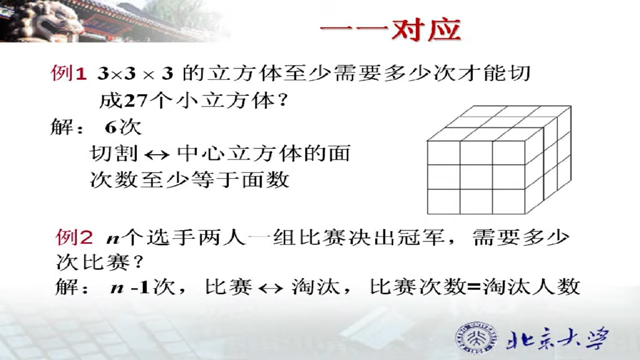 一一对应
例1 3×3 × 3 的立方体至少需要多少次才能切
成27个小立方体？
解： 6次
切割 ↔ 中心立方体的面
次数至少等于面数
例2 n个选手两人一组比赛决出冠军，需要多少
次比赛？
解： n -1次，比赛 ↔ 淘汰，比赛次数=淘汰人数
北京大学